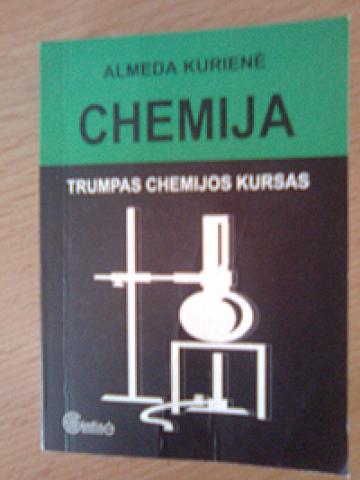 ALMEDA KURIENĖ
CHEMIJA
TRUMPAS CHEMIJOS KURSAS